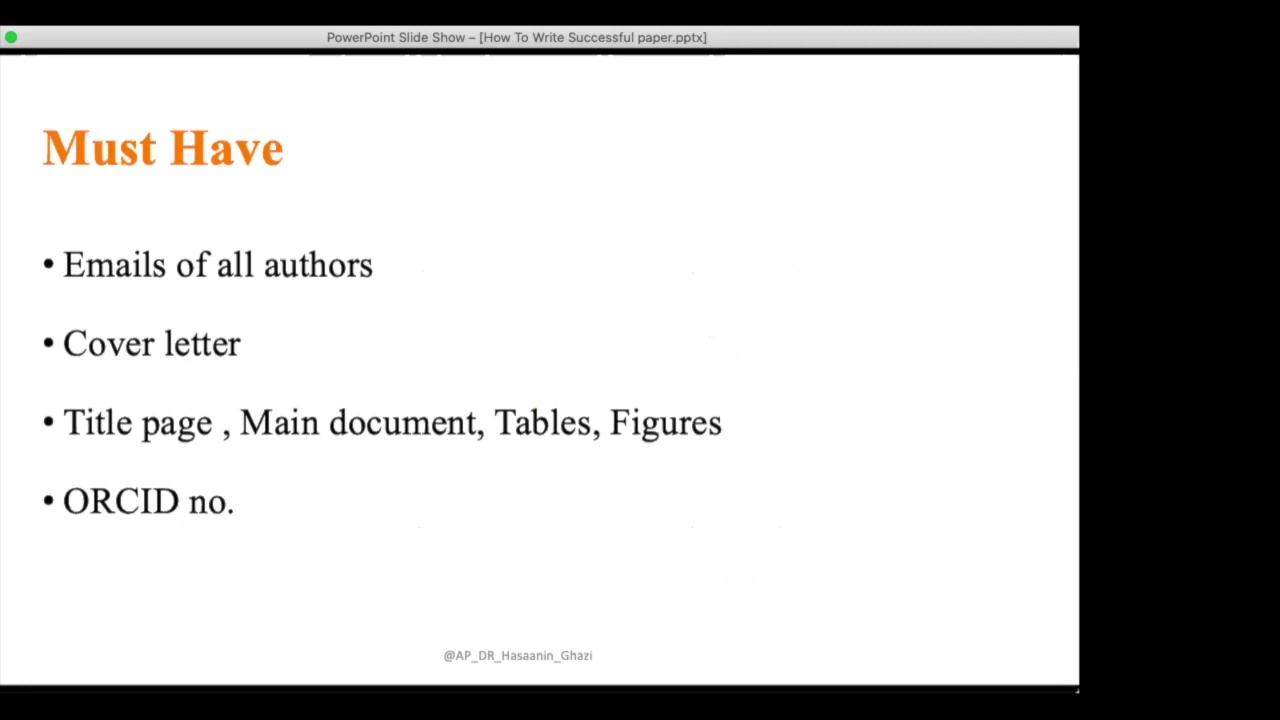 PowerPoint Slide Show – [How To Write Successful paper.pptx]
Must Have
• Emails of all authors
• Cover letter
• Title page , Main document, Tables, Figures
• ORCID no.
@AP_DR_Hasaanin_Ghazi